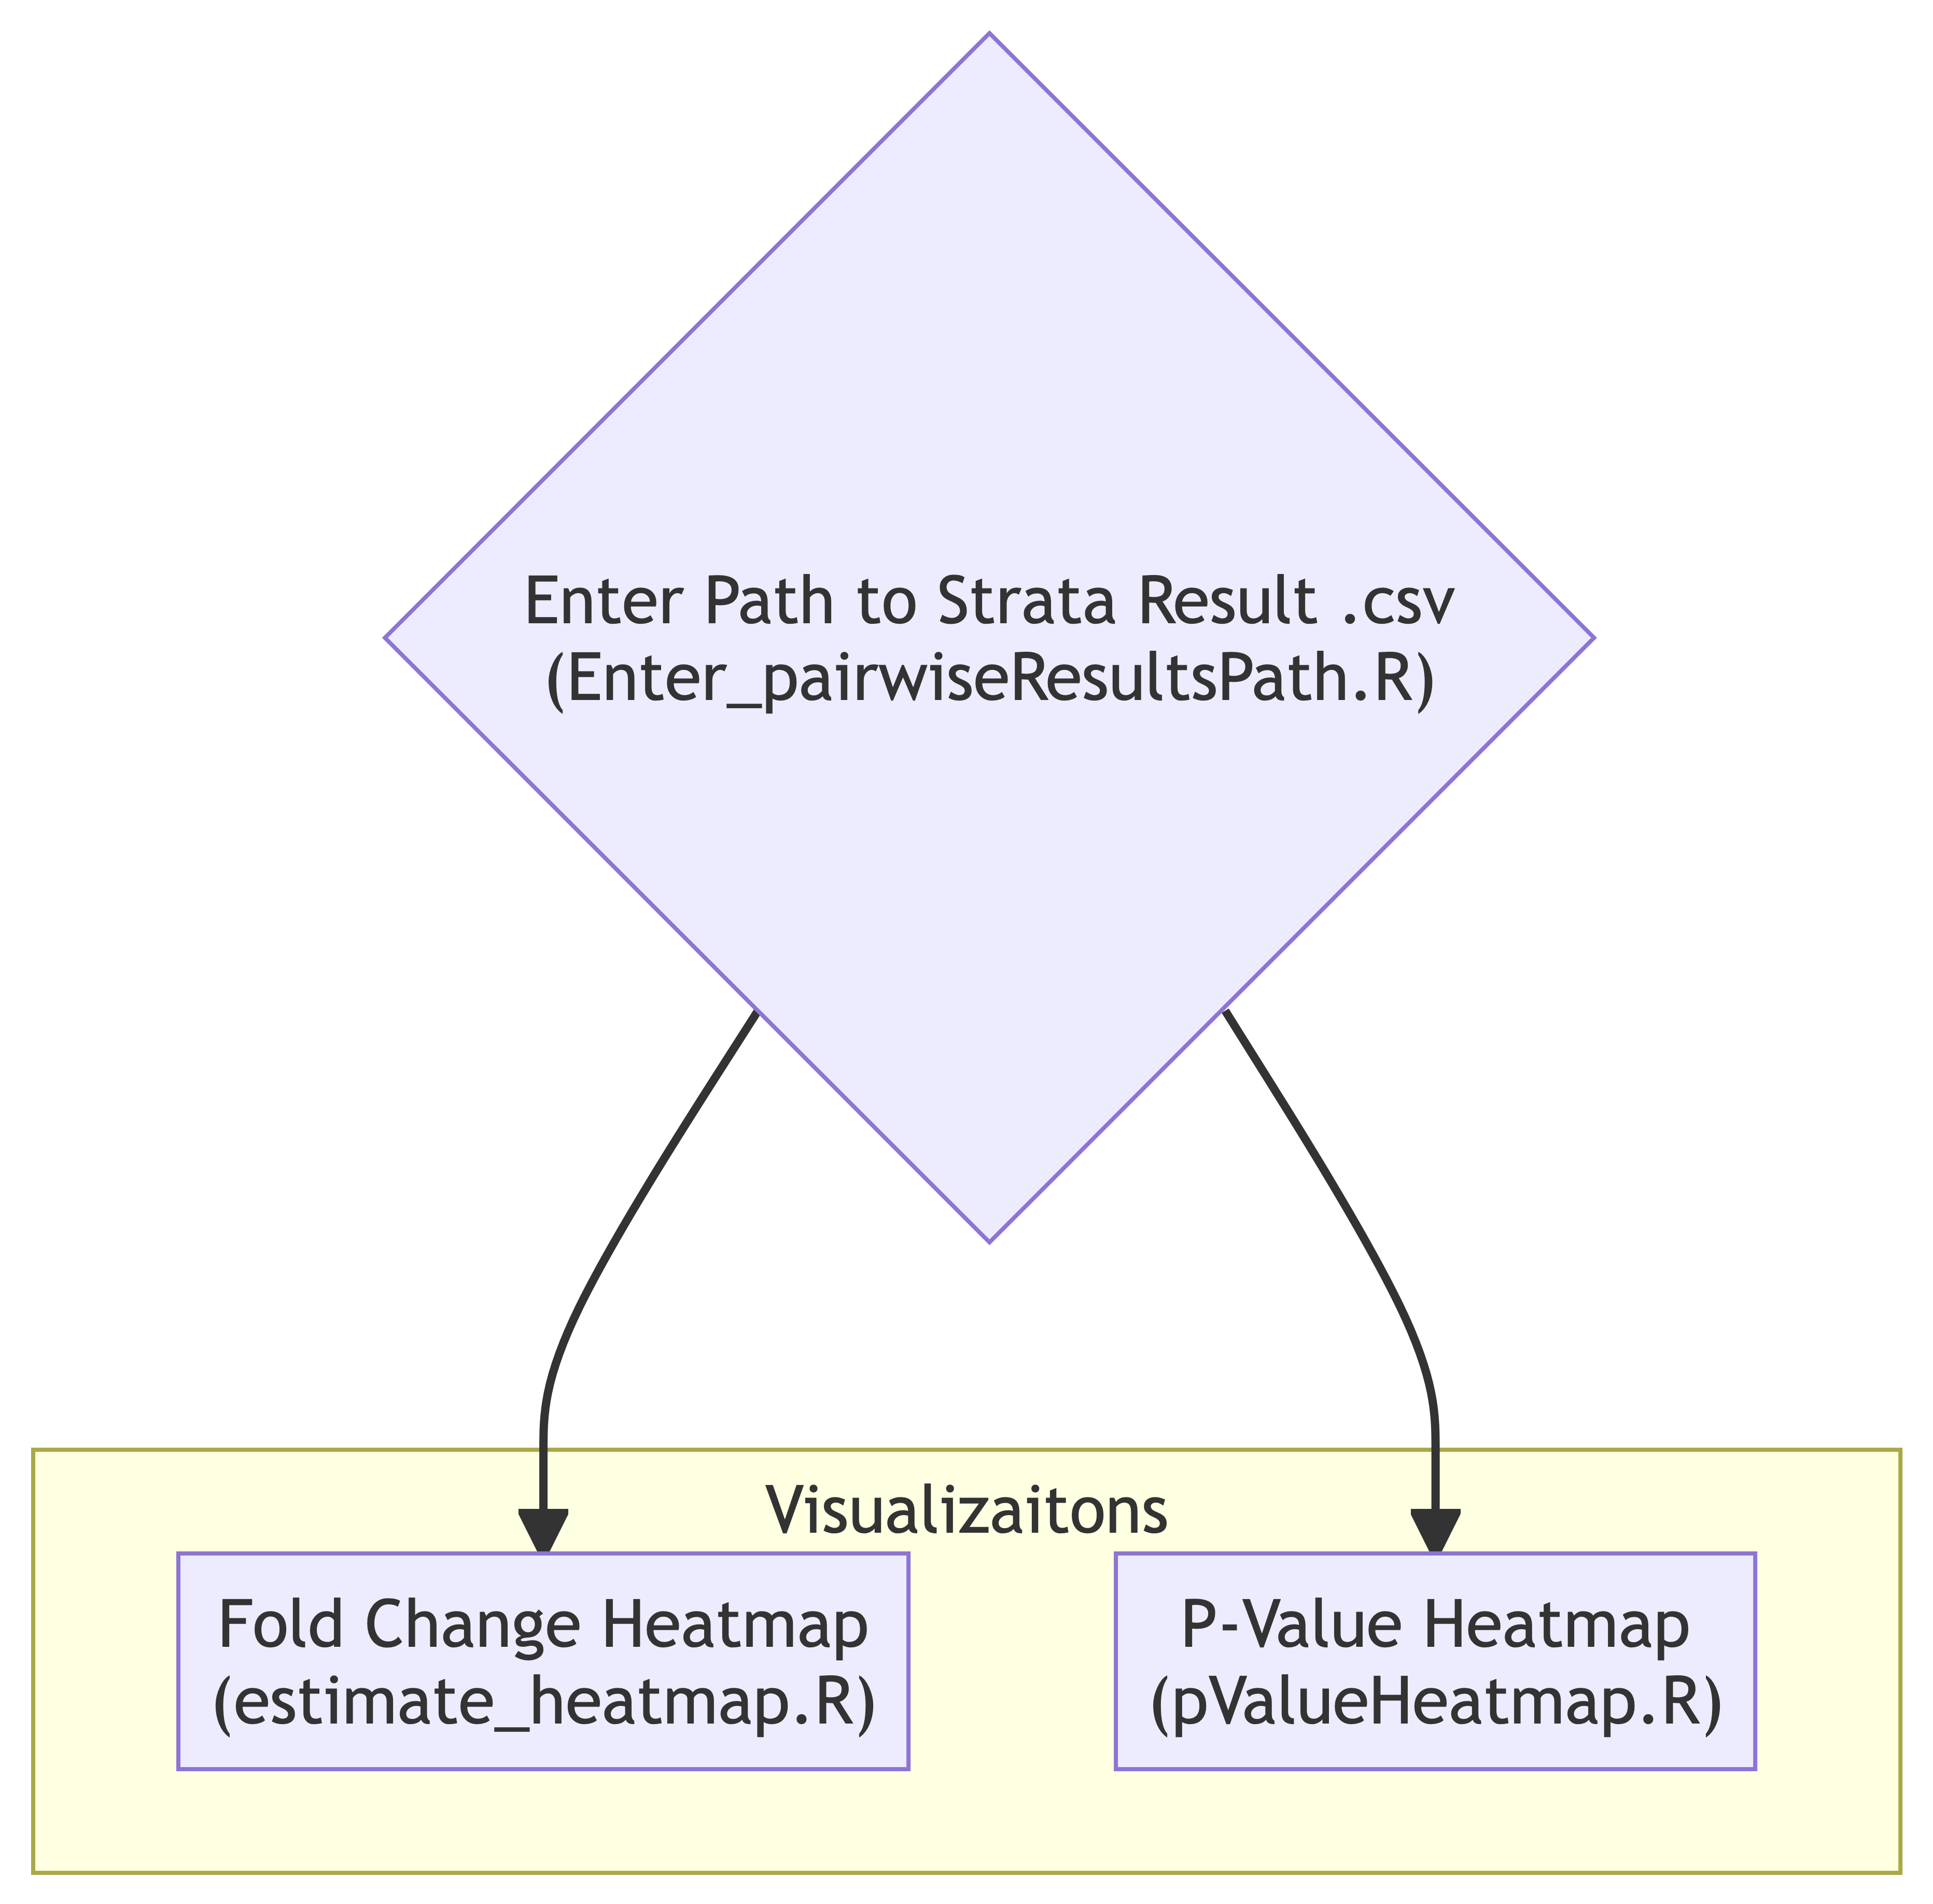 Enter Path to Strata Result .csv
(Enter_pairwiseResultsPath.R)
Visualizaitons
Fold Change Heatmap
(estimate_heatmap.R)
P-Value Heatmap
(pValueHeatmap.R)